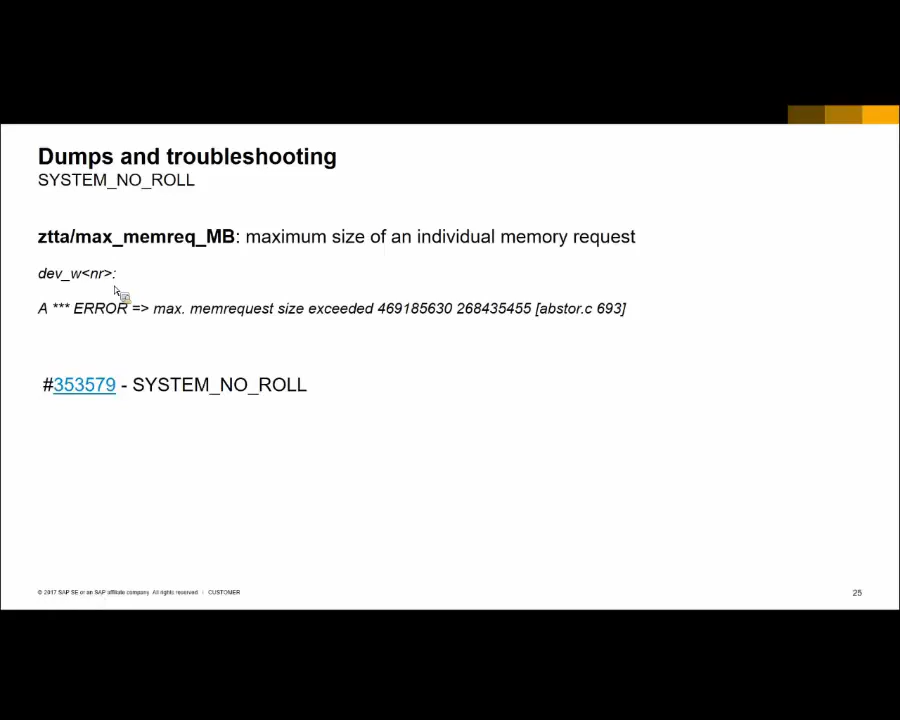 Dumps and troubleshooting
SYSTEM_NO_ROLL
ztta/max_memreq_MB: maximum size of an individual memory request
dev_w<nr>:
A *** ERROR => max. memrequest size exceeded 469185630 268435455 [abstor.c 693]
#353579 - SYSTEM_NO_ROLL
© 2017 SAP SE or an SAP affiliate company. All rights reserved. | CUSTOMER
25